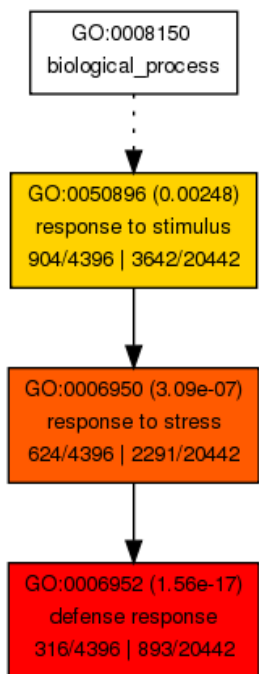 GO:0008150
biological_process
GO:0050896 (0.00248)
response to stimulus
904/4396 | 3642/20442
GO:0006950 (3.09e-07)
response to stress
624/4396 | 2291/20442
GO:0006952 (1.56e-17)
defense response
316/4396 | 893/20442